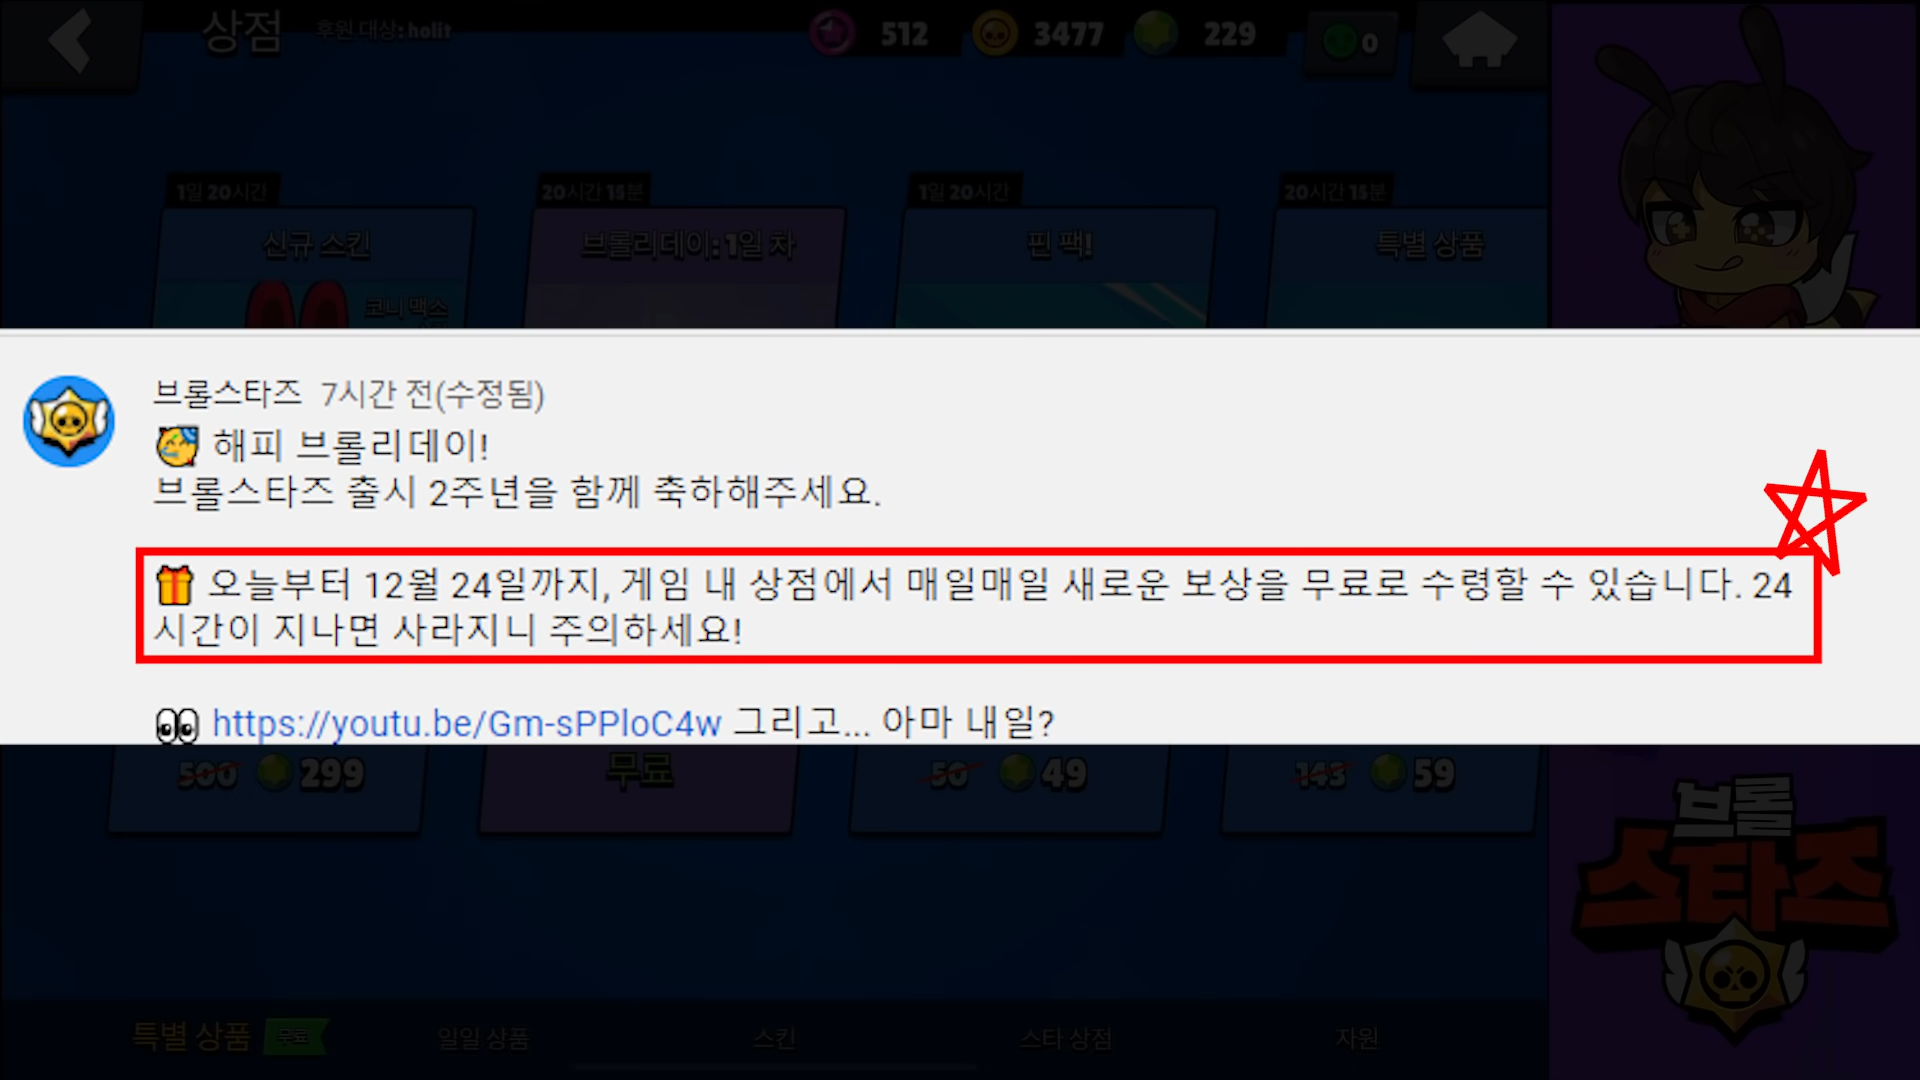 상점 후원 대상: holit 512 3477 229 0
1일 20시간 20시간 15분 1일 20시간 20시간 15분
신규 스킨 브롤리데이: 1일 차 핀 팩! 특별 상품
코니 맥스
브롤스타즈 7시간 전(수정됨)
🥳 해피 브롤리데이!
브롤스타즈 출시 2주년을 함께 축하해주세요.
🎁 오늘부터 12월 24일까지, 게임 내 상점에서 매일매일 새로운 보상을 무료로 수령할 수 있습니다. 24
시간이 지나면 사라지니 주의하세요!
👀 https://youtu.be/Gm-sPPloC4w 그리고... 아마 내일?
500 299 무료 50 49 143 59
브롤
스타즈
특별 상품 무료 일일 상품 스킨 스타 상점 자원